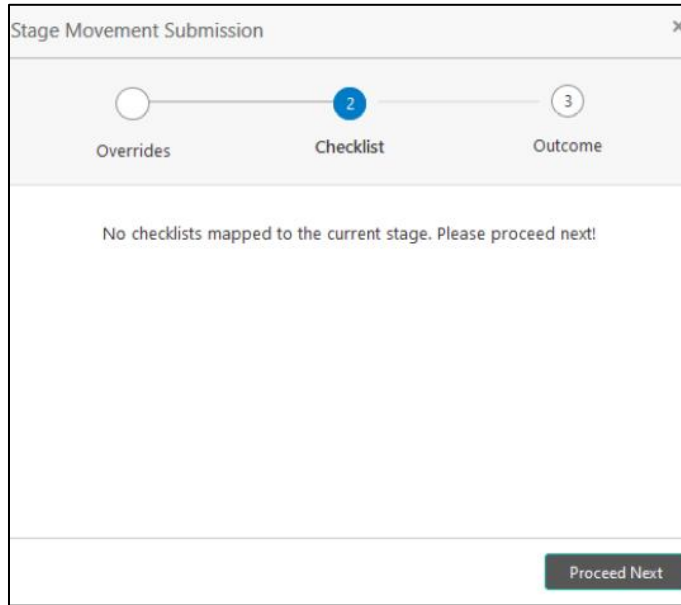 Stage Movement Submission
×
2
3
Overrides
Checklist
Outcome
No checklists mapped to the current stage. Please proceed next!
Proceed Next